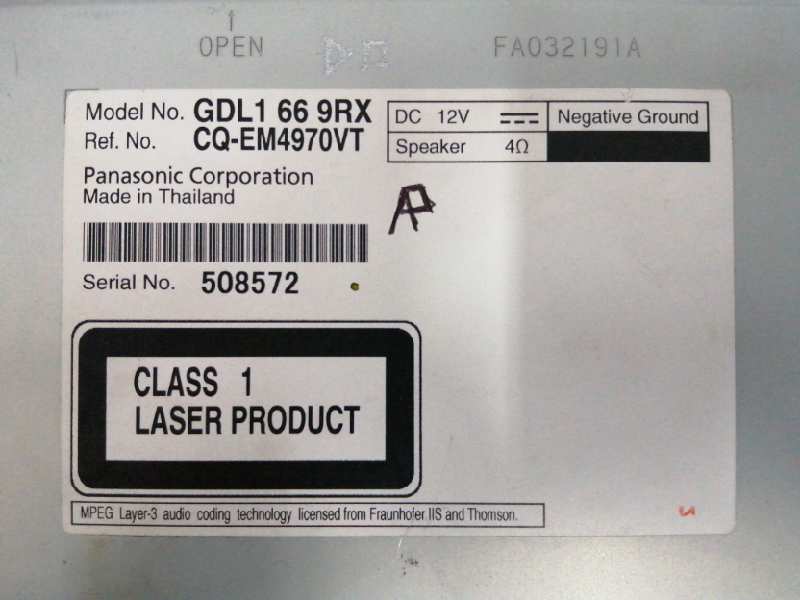 OPEN
FA032191A
Model No. GDL1 66 9RX
Ref. No. CQ-EM4970VT
DC 12V
Negative Ground
Speaker 4Ω
Panasonic Corporation
Made in Thailand
AP
Serial No. 508572
CLASS 1
LASER PRODUCT
MPEG Layer-3 audio coding technology licensed from Fraunhofer IIS and Thomson.